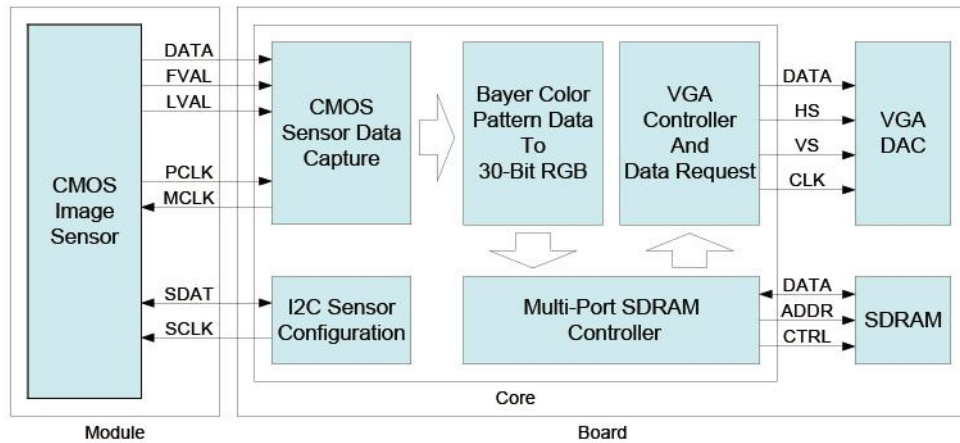 CMOS
Image
Sensor
DATA
FVAL
LVAL
PCLK
MCLK
SDAT
SCLK
CMOS
Sensor Data
Capture
I2C Sensor
Configuration
Bayer Color
Pattern Data
To
30-Bit RGB
VGA
Controller
And
Data Request
Multi-Port SDRAM
Controller
DATA
HS
VS
CLK
VGA
DAC
DATA
ADDR
CTRL
SDRAM
Core
Module
Board